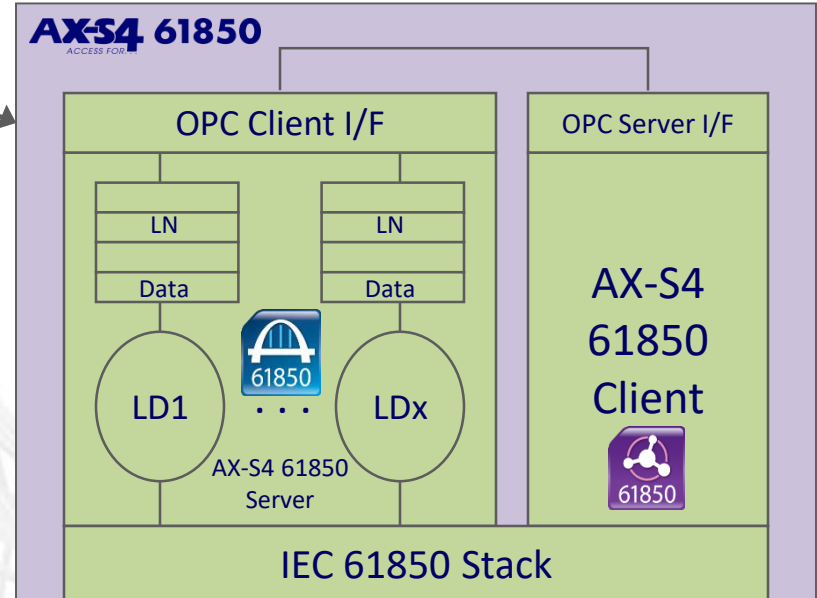 AX-S4 61850
ACCESS FOR...
OPC Client I/F
OPC Server I/F
LN
LN
Data
Data
61850
LD1
. . .
LDx
AX-S4 61850
Server
AX-S4
61850
Client
61850
IEC 61850 Stack